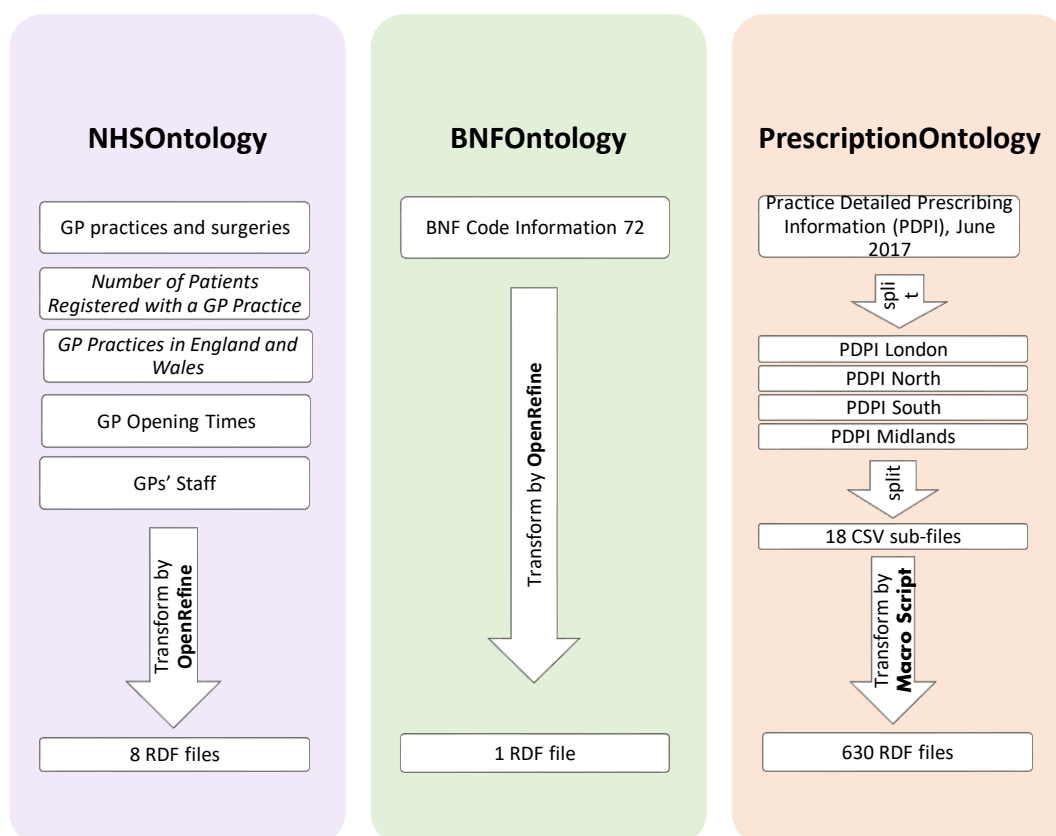 NHSOntology
GP practices and surgeries
Number of Patients
Registered with a GP Practice
GP Practices in England and
Wales
GP Opening Times
GPs’ Staff
Transform by
OpenRefine
8 RDF files
BNFOntology
BNF Code Information 72
Transform by OpenRefine
1 RDF file
PrescriptionOntology
Practice Detailed Prescribing
Information (PDPI), June
2017
spli
t
PDPI London
PDPI North
PDPI South
PDPI Midlands
split
18 CSV sub-files
Transform by
Macro Script
630 RDF files